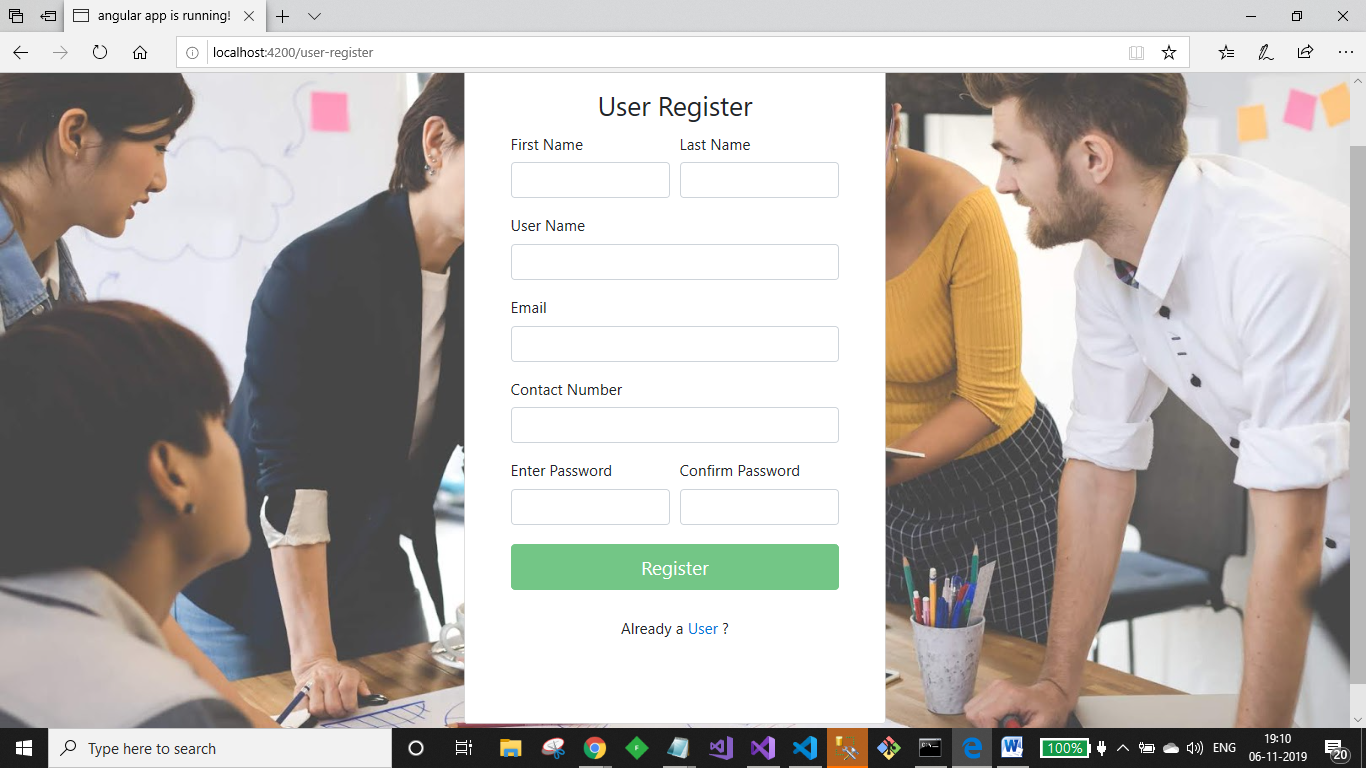 angular app is running!
localhost:4200/user-register
User Register
First Name
Last Name
User Name
Email
Contact Number
Enter Password
Confirm Password
Register
Already a User ?
Type here to search
100%
ENG
19:10
06-11-2019
20